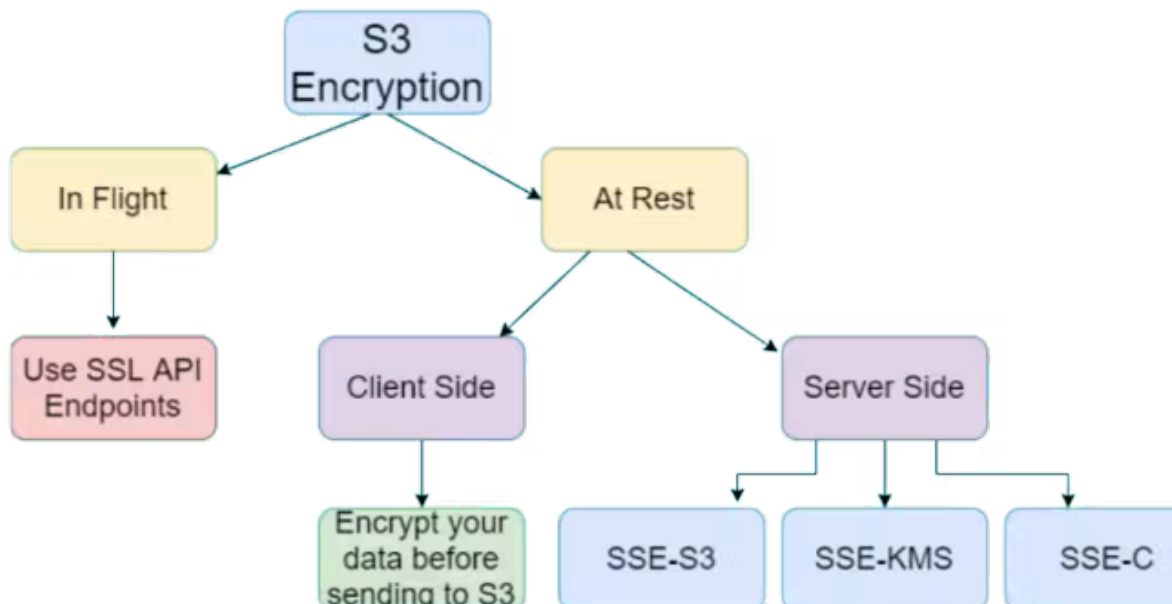 S3
Encryption
In Flight
At Rest
Use SSL API
Endpoints
Client Side
Server Side
Encrypt your
data before
sending to S3
SSE-S3
SSE-KMS
SSE-C